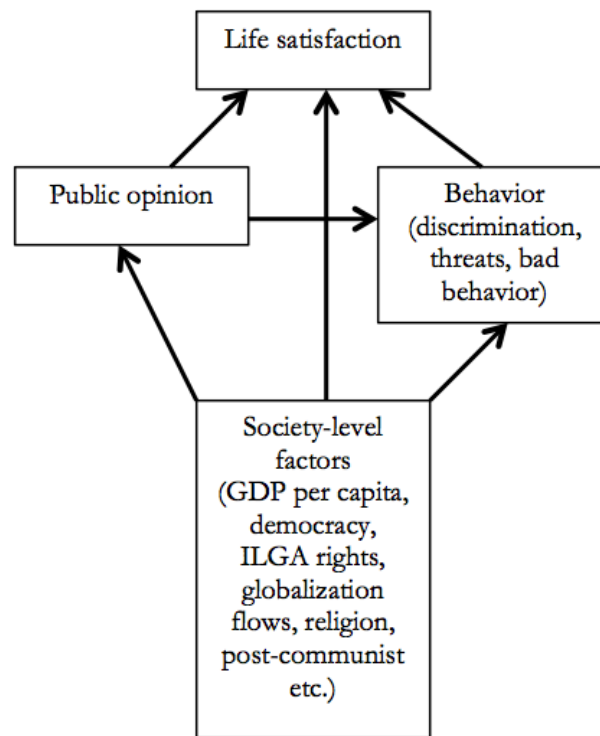 Life satisfaction
Public opinion
Behavior
(discrimination,
threats, bad
behavior)
Society-level
factors
(GDP per capita,
democracy,
ILGA rights,
globalization
flows, religion,
post-communist
etc.)